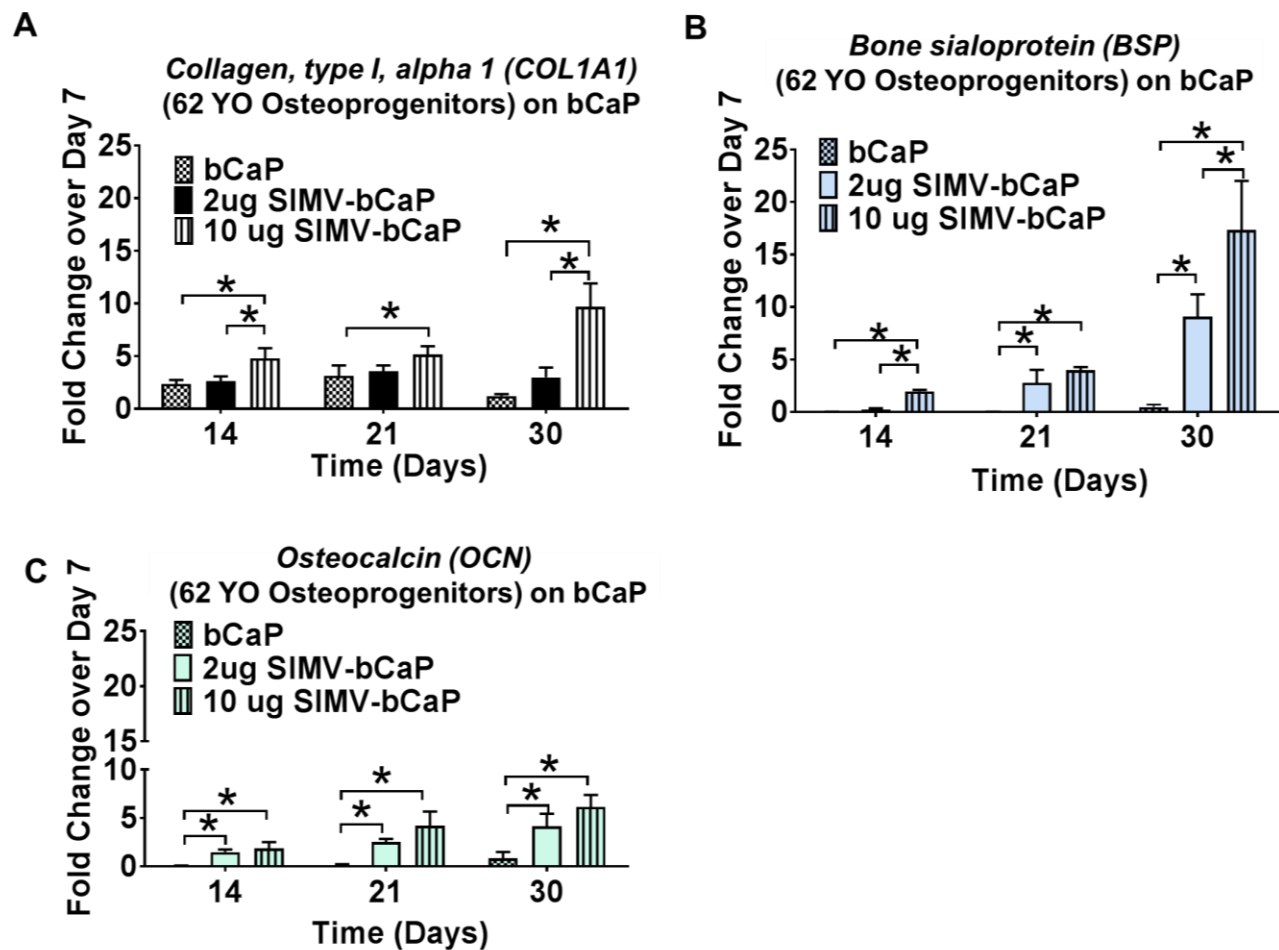 A
Collagen, type I, alpha 1 (COL1A1)
(62 YO Osteoprogenitors) on bCaP
Fold Change over Day 7
25
20
15
10
5
0
bCaP
2ug SIMV-bCaP
10 ug SIMV-bCaP
*
*
*
*
*
14
21
30
Time (Days)
B
Bone sialoprotein (BSP)
(62 YO Osteoprogenitors) on bCaP
Fold Change over Day 7
25
20
15
10
5
0
bCaP
2ug SIMV-bCaP
10 ug SIMV-bCaP
*
*
*
*
*
*
*
14
21
30
Time (Days)
C
Osteocalcin (OCN)
(62 YO Osteoprogenitors) on bCaP
Fold Change over Day 7
25
20
15
10
5
0
bCaP
2ug SIMV-bCaP
10 ug SIMV-bCaP
*
*
*
*
*
*
14
21
30
Time (Days)